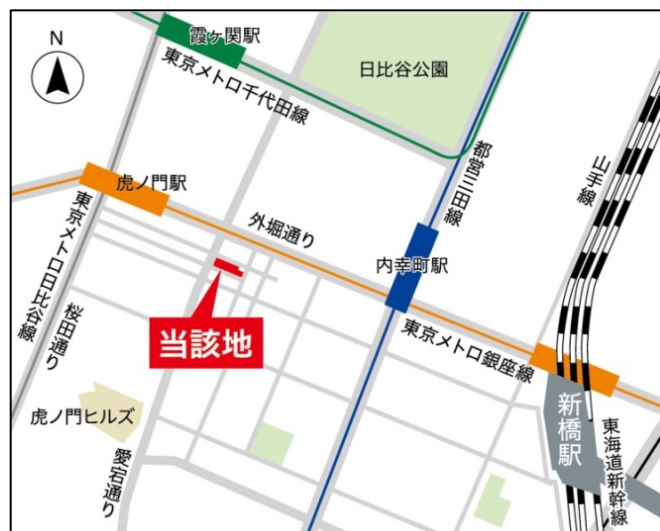 N
霞ヶ関駅
東京メトロ千代田線
日比谷公園
都営三田線
山手線
虎ノ門駅
外堀通り
内幸町駅
東京メトロ日比谷線
桜田通り
当該地
東京メトロ銀座線
新橋駅
虎ノ門ヒルズ
愛宕通り
東海道新幹線